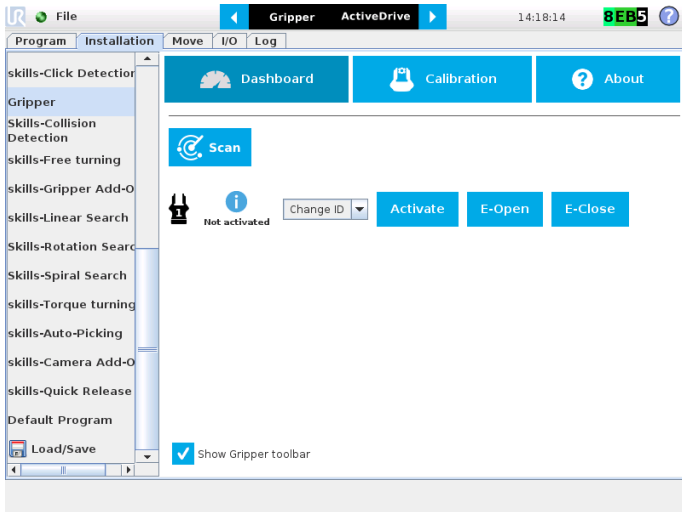 UR File Gripper ActiveDrive 14:18:14 8EB5 ?
Program Installation Move I/O Log
skills-Click Detection
Gripper
Skills-Collision
Detection
skills-Free turning
skills-Gripper Add-O
skills-Linear Search
Skills-Rotation Searc
Skills-Spiral Search
skills-Torque turning
skills-Auto-Picking
skills-Camera Add-O
skills-Quick Release
Default Program
Load/Save
Dashboard Calibration ? About
Scan
1 i Not activated Change ID Activate E-Open E-Close
Show Gripper toolbar